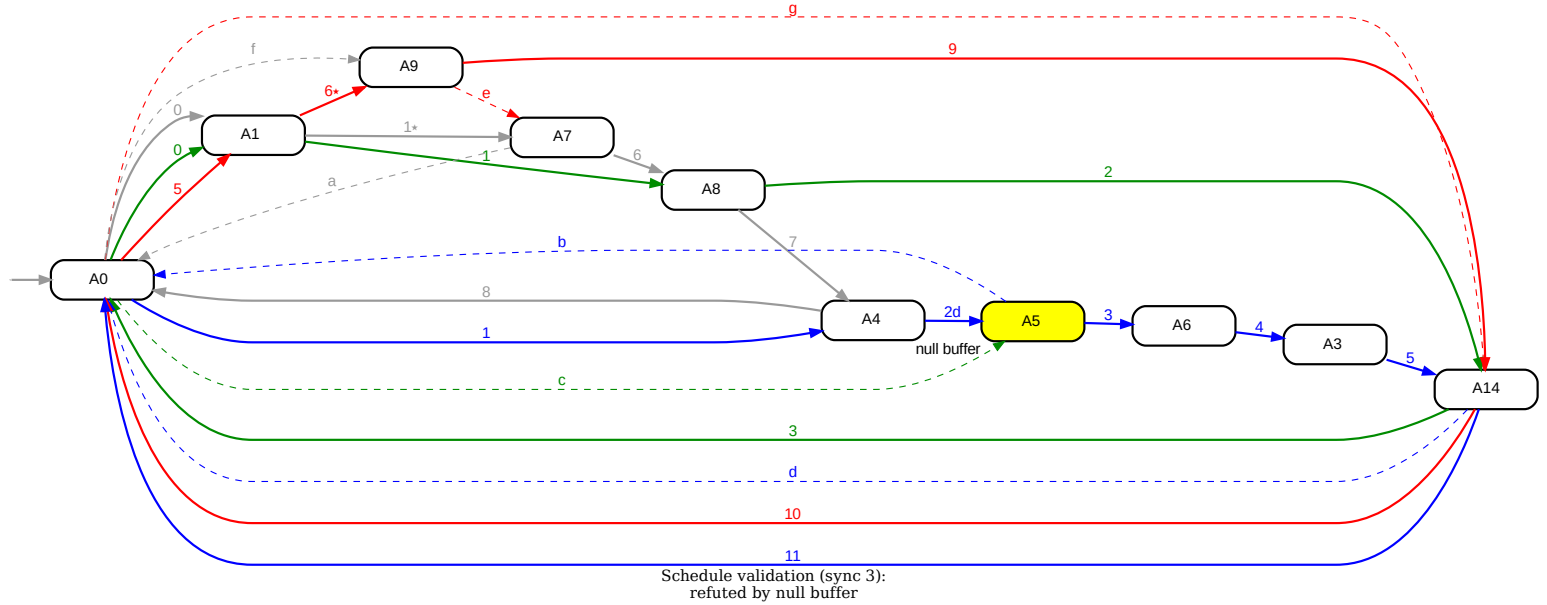 g
f
9
A9
6⋆
e
0
A1
1⋆
A7
0
1
6
5
a
A8
2
b
7
A0
8
A4
2d
A5
3
A6
4
A3
5
1
null buffer
c
A14
3
d
10
11
Schedule validation (sync 3):
refuted by null buffer